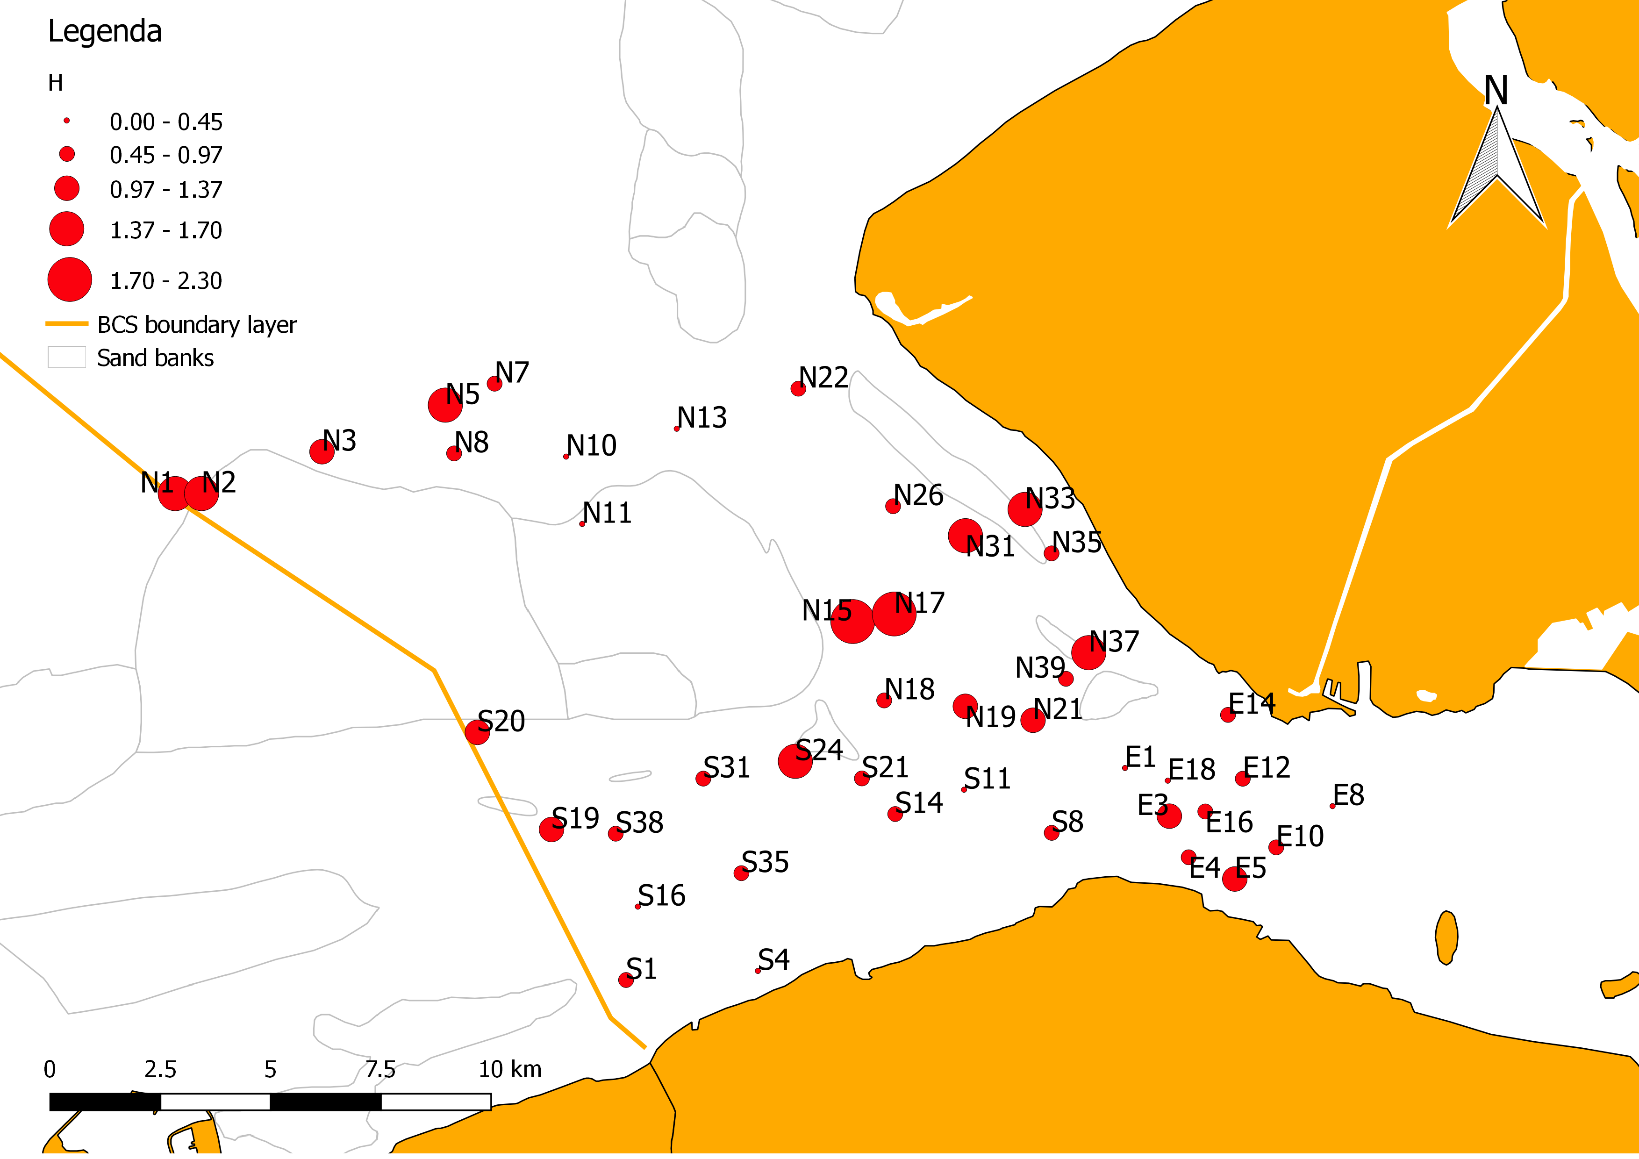 Legenda
H
0.00 - 0.45
0.45 - 0.97
0.97 - 1.37
1.37 - 1.70
1.70 - 2.30
BCS boundary layer
Sand banks
N
N7
N22
N5
N13
N3
N8
N10
N1 N2
N26
N33
N11
N31
N35
N15
N17
N37
N39
N18
N19
N21
E14
S20
S24
E1
S31
S21
E18
E12
S11
E8
S14
E3
S19
S38
S8
E16
E10
S35
E4
E5
S16
S4
S1
0 2.5 5 7.5 10 km